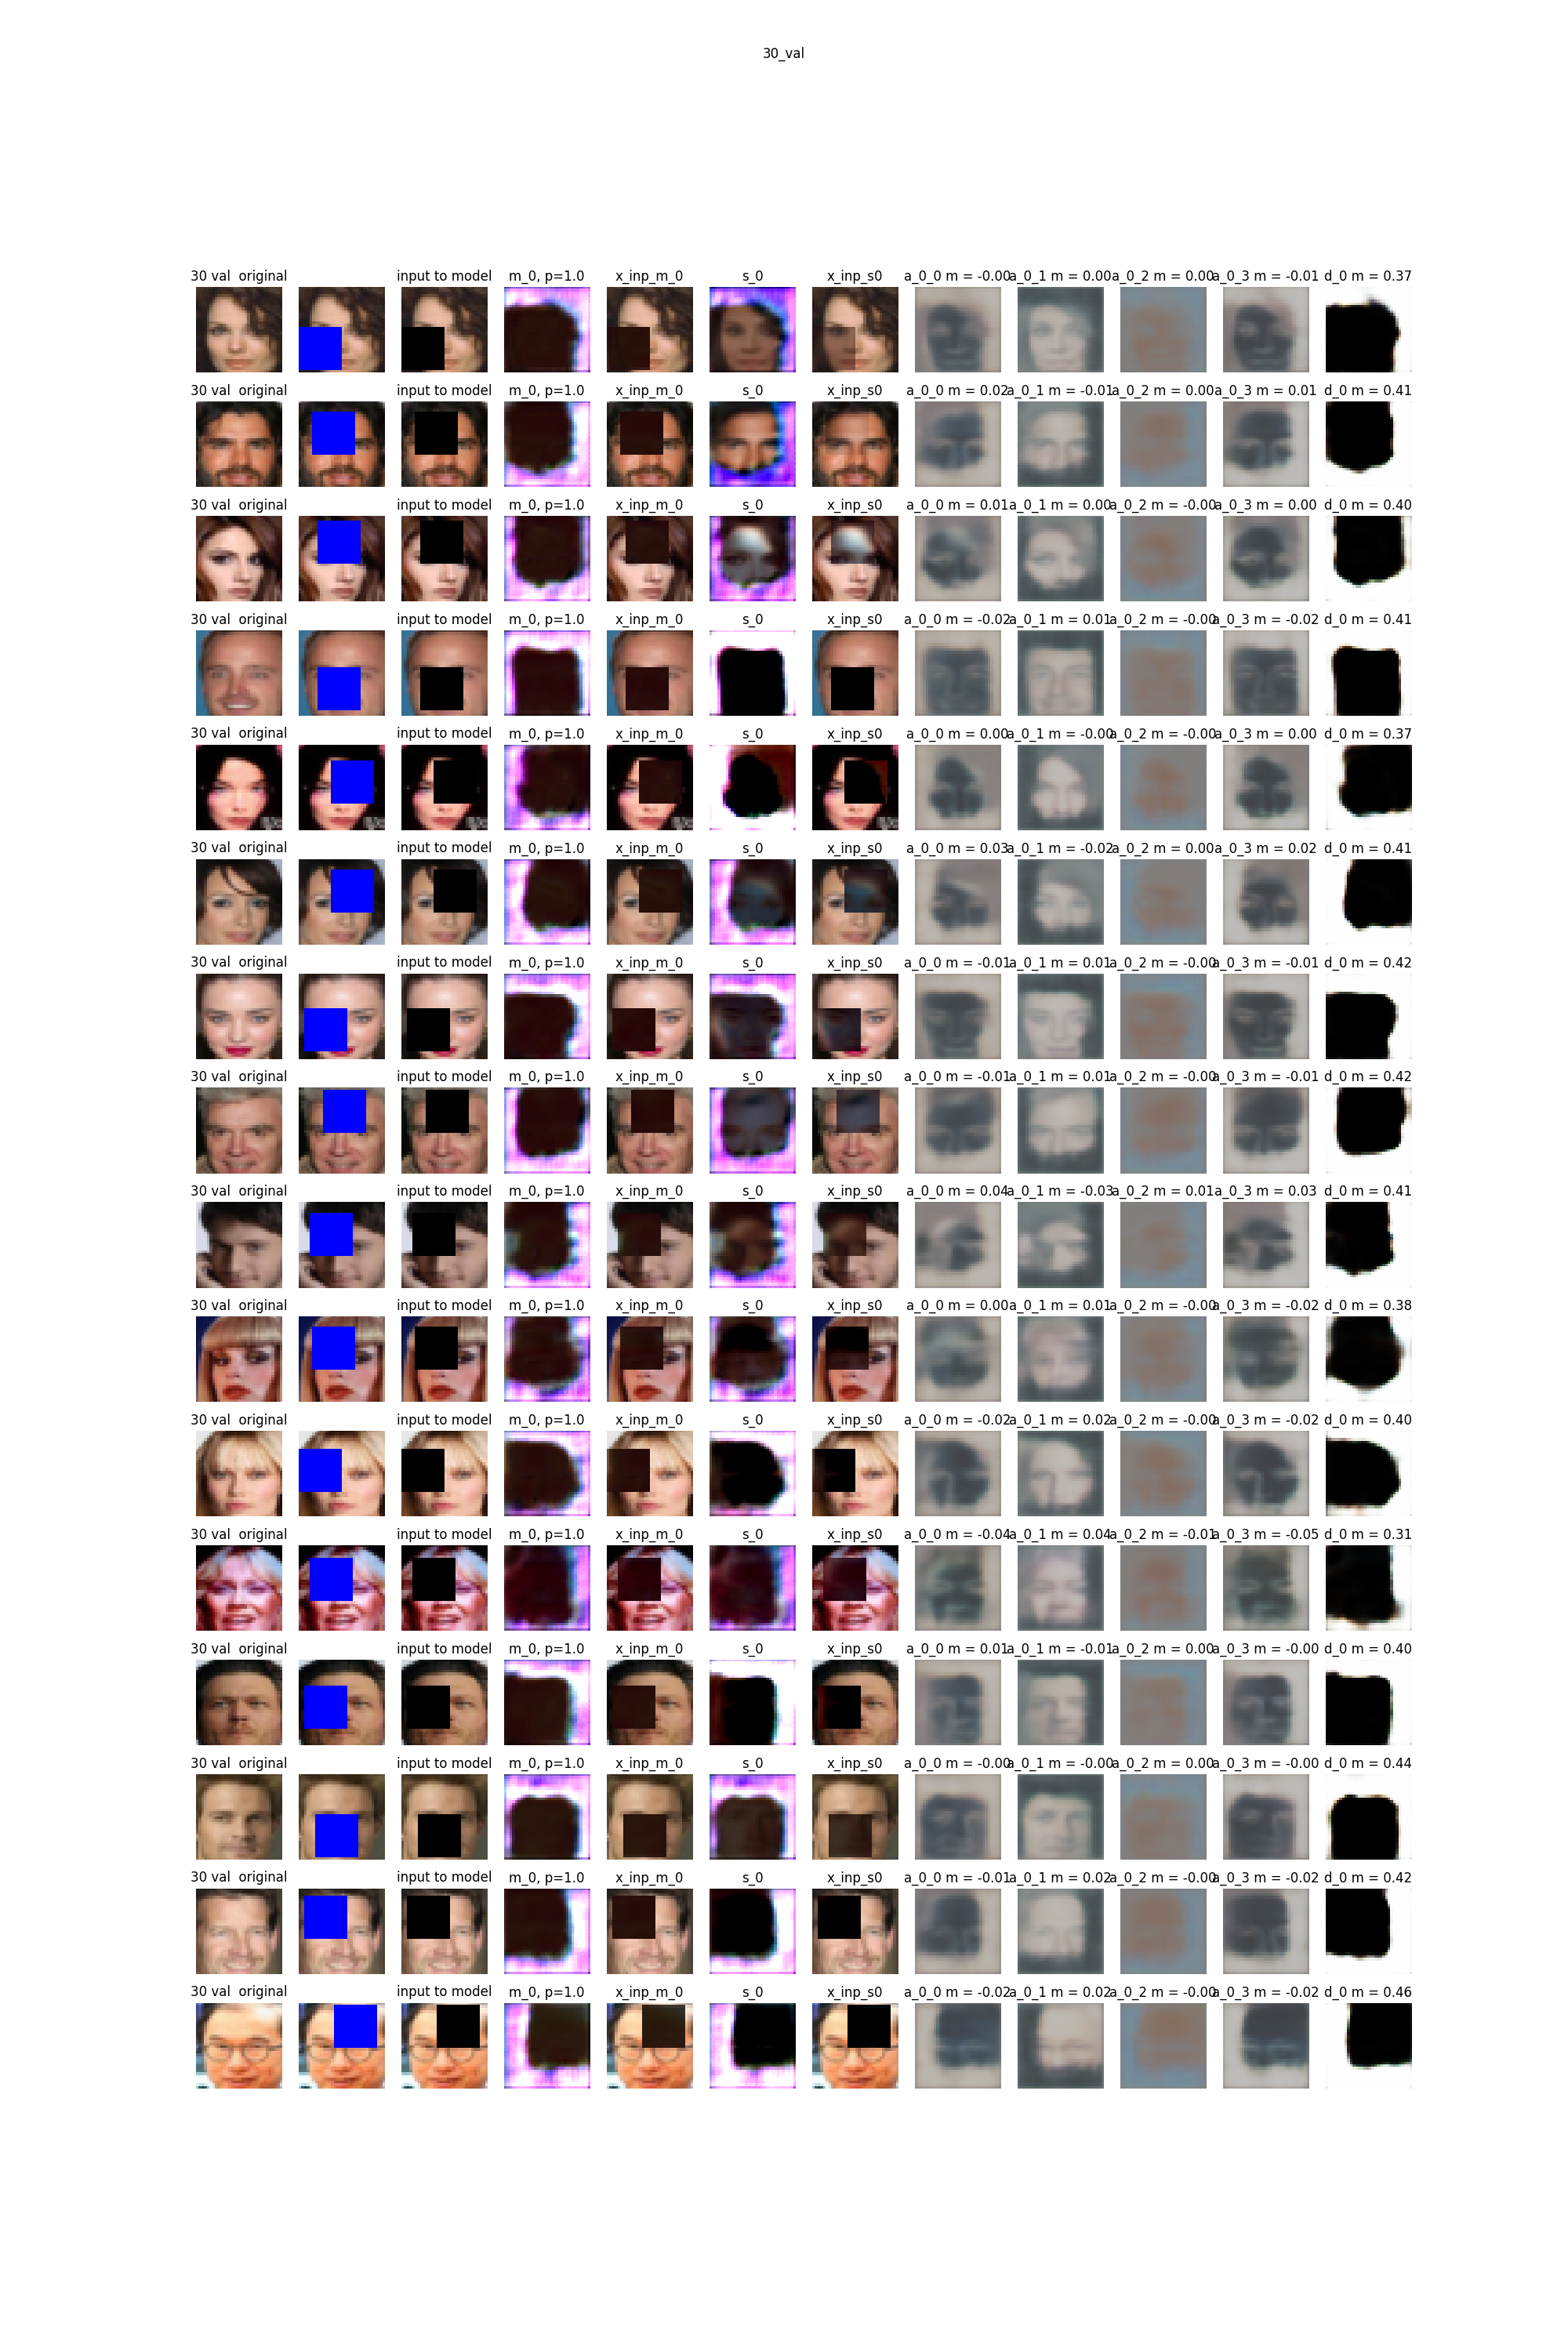 30_val
30 val original input to model m_0, p=1.0 x_inp_m_0 s_0 x_inp_s0 a_0_0 m = -0.00 a_0_1 m = 0.00 a_0_2 m = 0.00 a_0_3 m = -0.01 d_0 m = 0.37
30 val original input to model m_0, p=1.0 x_inp_m_0 s_0 x_inp_s0 a_0_0 m = 0.02 a_0_1 m = -0.01 a_0_2 m = 0.00 a_0_3 m = 0.01 d_0 m = 0.41
30 val original input to model m_0, p=1.0 x_inp_m_0 s_0 x_inp_s0 a_0_0 m = 0.01 a_0_1 m = 0.00 a_0_2 m = -0.00 a_0_3 m = 0.00 d_0 m = 0.40
30 val original input to model m_0, p=1.0 x_inp_m_0 s_0 x_inp_s0 a_0_0 m = -0.02 a_0_1 m = 0.01 a_0_2 m = -0.00 a_0_3 m = -0.02 d_0 m = 0.41
30 val original input to model m_0, p=1.0 x_inp_m_0 s_0 x_inp_s0 a_0_0 m = 0.00 a_0_1 m = -0.00 a_0_2 m = -0.00 a_0_3 m = 0.00 d_0 m = 0.37
30 val original input to model m_0, p=1.0 x_inp_m_0 s_0 x_inp_s0 a_0_0 m = 0.03 a_0_1 m = -0.02 a_0_2 m = 0.00 a_0_3 m = 0.02 d_0 m = 0.41
30 val original input to model m_0, p=1.0 x_inp_m_0 s_0 x_inp_s0 a_0_0 m = -0.01 a_0_1 m = 0.01 a_0_2 m = -0.00 a_0_3 m = -0.01 d_0 m = 0.42
30 val original input to model m_0, p=1.0 x_inp_m_0 s_0 x_inp_s0 a_0_0 m = -0.01 a_0_1 m = 0.01 a_0_2 m = -0.00 a_0_3 m = -0.01 d_0 m = 0.42
30 val original input to model m_0, p=1.0 x_inp_m_0 s_0 x_inp_s0 a_0_0 m = 0.04 a_0_1 m = -0.03 a_0_2 m = 0.01 a_0_3 m = 0.03 d_0 m = 0.41
30 val original input to model m_0, p=1.0 x_inp_m_0 s_0 x_inp_s0 a_0_0 m = 0.00 a_0_1 m = 0.01 a_0_2 m = -0.00 a_0_3 m = -0.02 d_0 m = 0.38
30 val original input to model m_0, p=1.0 x_inp_m_0 s_0 x_inp_s0 a_0_0 m = -0.02 a_0_1 m = 0.02 a_0_2 m = -0.00 a_0_3 m = -0.02 d_0 m = 0.40
30 val original input to model m_0, p=1.0 x_inp_m_0 s_0 x_inp_s0 a_0_0 m = -0.04 a_0_1 m = 0.04 a_0_2 m = -0.01 a_0_3 m = -0.05 d_0 m = 0.31
30 val original input to model m_0, p=1.0 x_inp_m_0 s_0 x_inp_s0 a_0_0 m = 0.01 a_0_1 m = -0.01 a_0_2 m = 0.00 a_0_3 m = -0.00 d_0 m = 0.40
30 val original input to model m_0, p=1.0 x_inp_m_0 s_0 x_inp_s0 a_0_0 m = -0.00 a_0_1 m = -0.00 a_0_2 m = 0.00 a_0_3 m = -0.00 d_0 m = 0.44
30 val original input to model m_0, p=1.0 x_inp_m_0 s_0 x_inp_s0 a_0_0 m = -0.01 a_0_1 m = 0.02 a_0_2 m = -0.00 a_0_3 m = -0.02 d_0 m = 0.42
30 val original input to model m_0, p=1.0 x_inp_m_0 s_0 x_inp_s0 a_0_0 m = -0.02 a_0_1 m = 0.02 a_0_2 m = -0.00 a_0_3 m = -0.02 d_0 m = 0.46